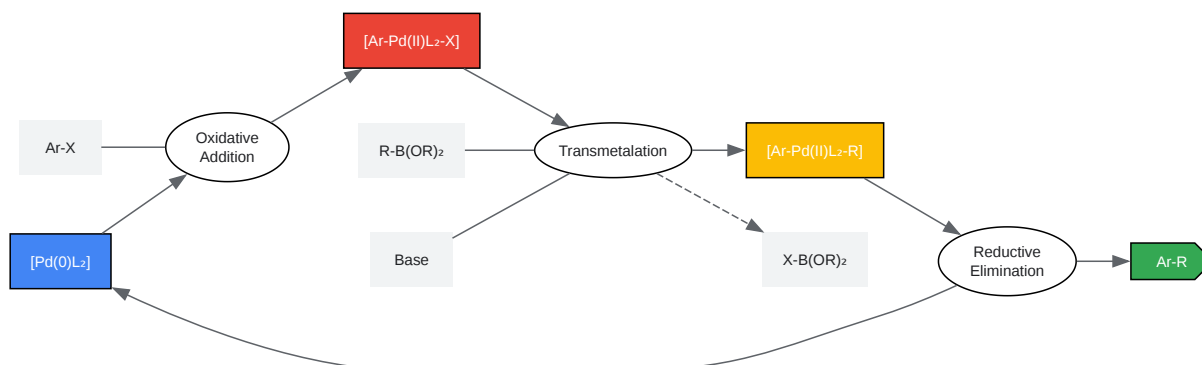 [Ar-Pd(II)L₂-X]
Oxidative
Addition
Ar-X
R-B(OR)₂
Transmetalation
[Ar-Pd(II)L₂-R]
[Pd(0)L₂]
Base
X-B(OR)₂
Reductive
Elimination
Ar-R